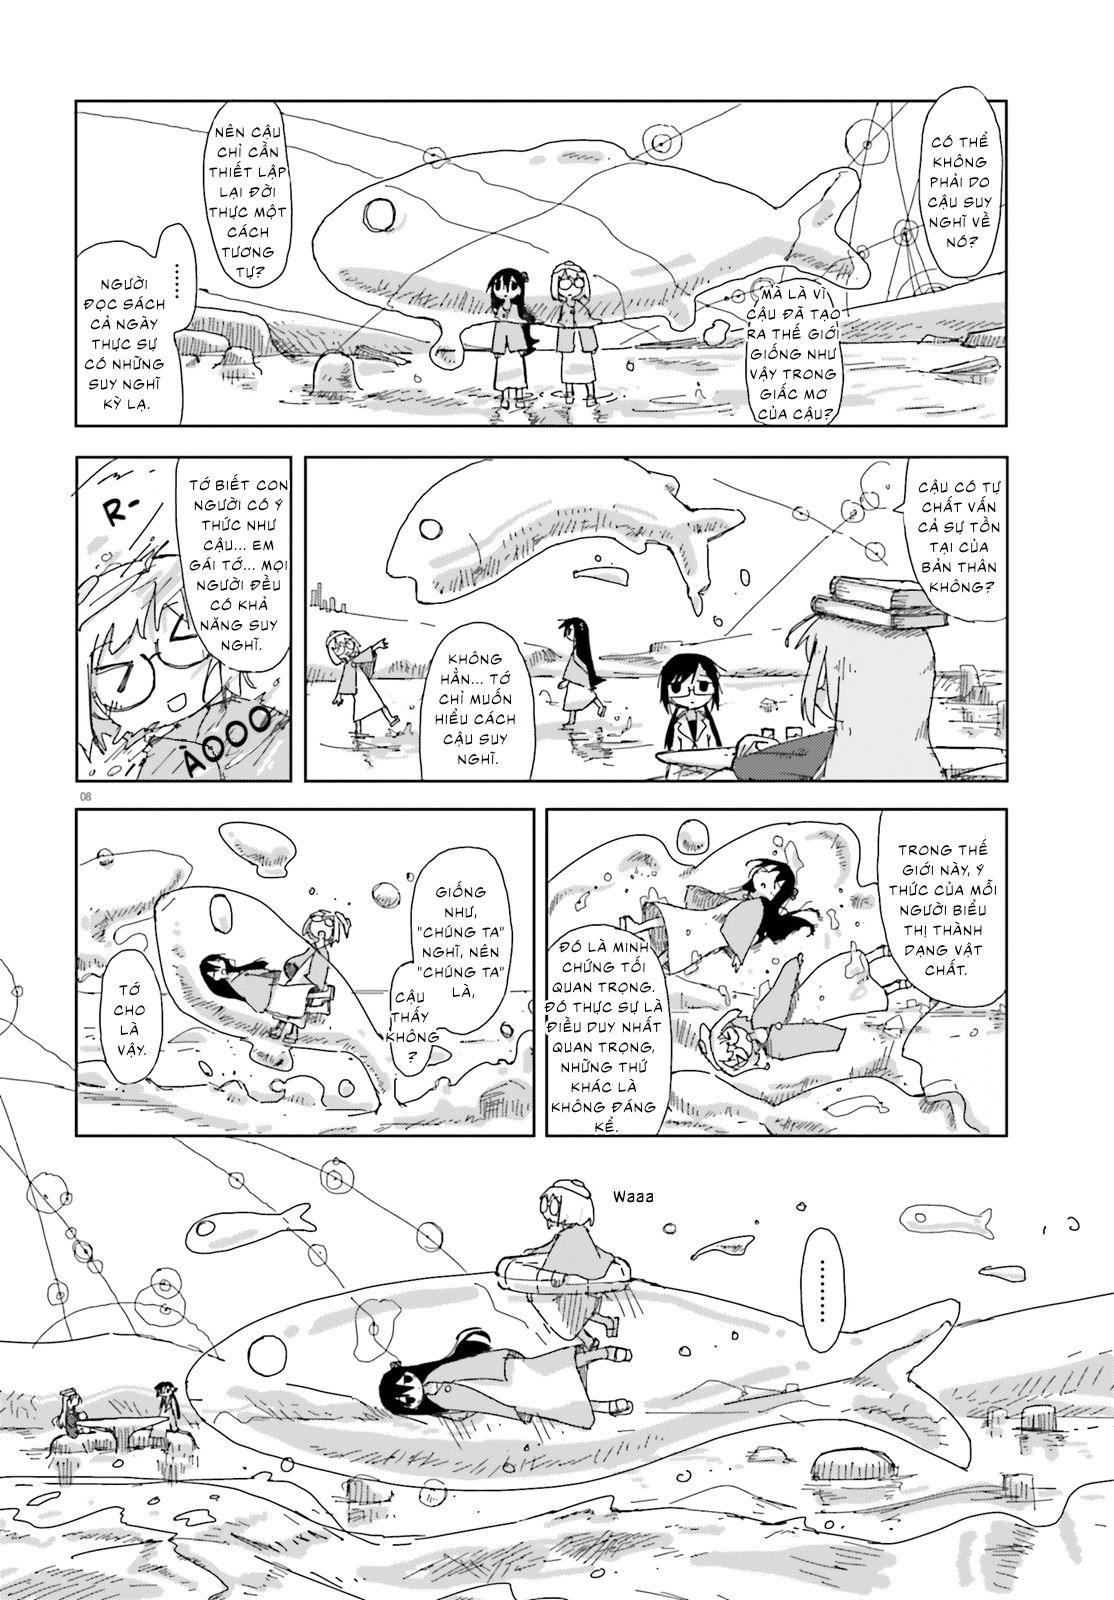 CÓ THỂ
KHÔNG
PHẢI DO
CẬU SUY
NGHĨ VỀ
NÓ?
MÀ LÀ VÌ
CẬU ĐÃ TẠO
RA THẾ GIỚI
GIỐNG NHƯ
VẬY TRONG
GIẤC MƠ
CỦA CẬU?
NÊN CẬU
CHỈ CẦN
THIẾT LẬP
LẠI ĐỜI
THỰC MỘT
CÁCH
TƯƠNG
TỰ?
......
NGƯỜI
ĐỌC SÁCH
CẢ NGÀY
THỰC SỰ
CÓ NHỮNG
SUY NGHĨ
KỲ LẠ.
CẬU CÓ TỰ
CHẤT VẤN
CẢ SỰ TỒN
TẠI CỦA
BẢN THÂN
KHÔNG?
KHÔNG
HẲN... TỚ
CHỈ MUỐN
HIỂU CÁCH
CẬU SUY
NGHĨ.
TỚ BIẾT CON
NGƯỜI CÓ Ý
THỨC NHƯ
CẬU... EM
GÁI TỚ... MỌI
NGƯỜI ĐỀU
CÓ KHẢ
NĂNG SUY
NGHĨ.
R-
ÀOOO
08
TRONG THẾ
GIỚI NÀY, Ý
THỨC CỦA MỖI
NGƯỜI BIỂU
THỊ THÀNH
DẠNG VẬT
CHẤT.
ĐÓ LÀ MINH
CHỨNG TỐI
QUAN TRỌNG.
ĐÓ THỰC SỰ LÀ
ĐIỀU DUY NHẤT
QUAN TRỌNG,
NHỮNG THỨ
KHÁC LÀ
KHÔNG ĐÁNG
KỂ.
GIỐNG
NHƯ,
"CHÚNG TA"
NGHĨ, NÊN
"CHÚNG TA"
LÀ,
CẬU
THẤY
KHÔNG
?
TỚ
CHO LÀ
VẬY.
Waaa
.........